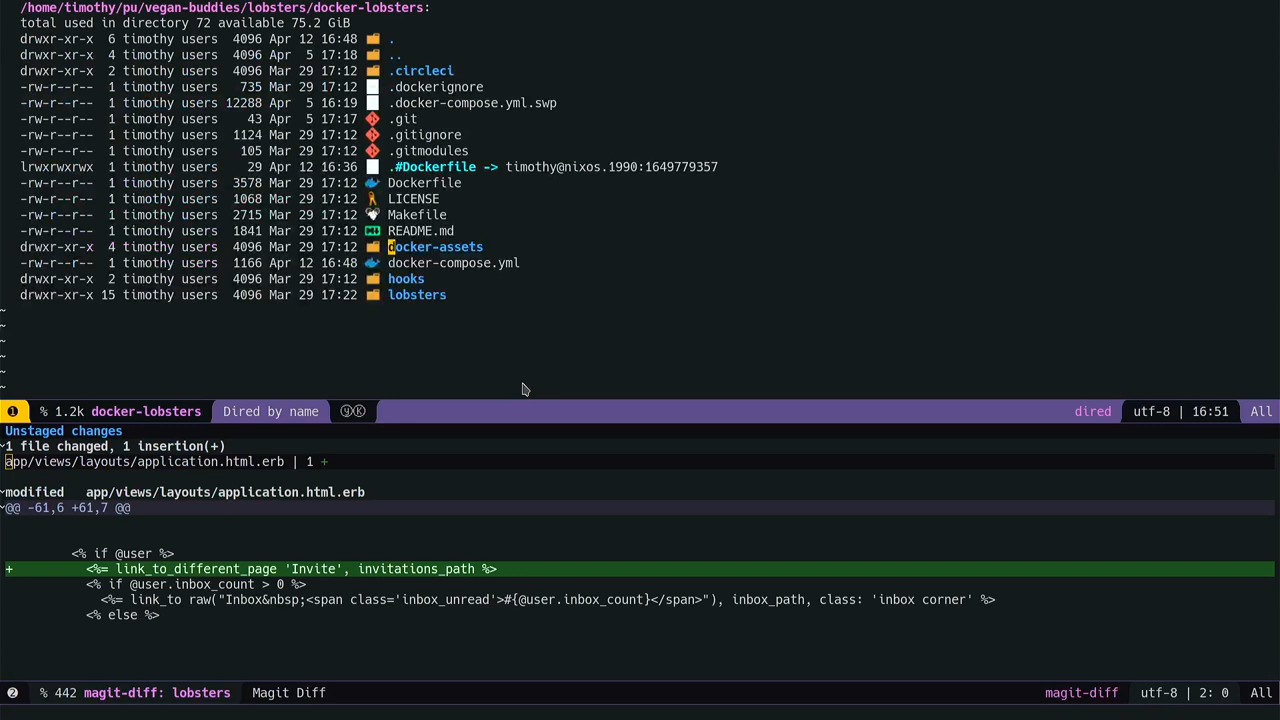 /home/timothy/pu/vegan-buddies/lobsters/docker-lobsters:
total used in directory 72 available 75.2 GiB
drwxr-xr-x  6 timothy users  4096 Apr 12 16:48 .
drwxr-xr-x  4 timothy users  4096 Apr  5 17:18 ..
drwxr-xr-x  2 timothy users  4096 Mar 29 17:12 .circleci
-rw-r--r--  1 timothy users   735 Mar 29 17:12 .dockerignore
-rw-r--r--  1 timothy users 12288 Apr  5 16:19 .docker-compose.yml.swp
-rw-r--r--  1 timothy users    43 Apr  5 17:17 .git
-rw-r--r--  1 timothy users  1124 Mar 29 17:12 .gitignore
-rw-r--r--  1 timothy users   105 Mar 29 17:12 .gitmodules
lrwxrwxrwx  1 timothy users    29 Apr 12 16:36 .#Dockerfile -> timothy@nixos.1990:1649779357
-rw-r--r--  1 timothy users  3578 Mar 29 17:12 Dockerfile
-rw-r--r--  1 timothy users  1068 Mar 29 17:12 LICENSE
-rw-r--r--  1 timothy users  2715 Mar 29 17:12 Makefile
-rw-r--r--  1 timothy users  1841 Mar 29 17:12 README.md
drwxr-xr-x  4 timothy users  4096 Mar 29 17:12 docker-assets
-rw-r--r--  1 timothy users  1166 Apr 12 16:48 docker-compose.yml
drwxr-xr-x  2 timothy users  4096 Mar 29 17:12 hooks
drwxr-xr-x 15 timothy users  4096 Mar 29 17:22 lobsters
~
~
~
~
~
~
❶ % 1.2k docker-lobsters Dired by name ⓨⓀ dired utf-8 | 16:51 All
Unstaged changes
1 file changed, 1 insertion(+)
app/views/layouts/application.html.erb | 1 +
modified   app/views/layouts/application.html.erb
@@ -61,6 +61,7 @@
<% if @user %>
+ <%= link_to_different_page 'Invite', invitations_path %>
<% if @user.inbox_count > 0 %>
<%= link_to raw("Inbox&nbsp;<span class='inbox_unread'>#{@user.inbox_count}</span>"), inbox_path, class: 'inbox corner' %>
<% else %>
❷ % 442 magit-diff: lobsters Magit Diff magit-diff utf-8 | 2: 0 All